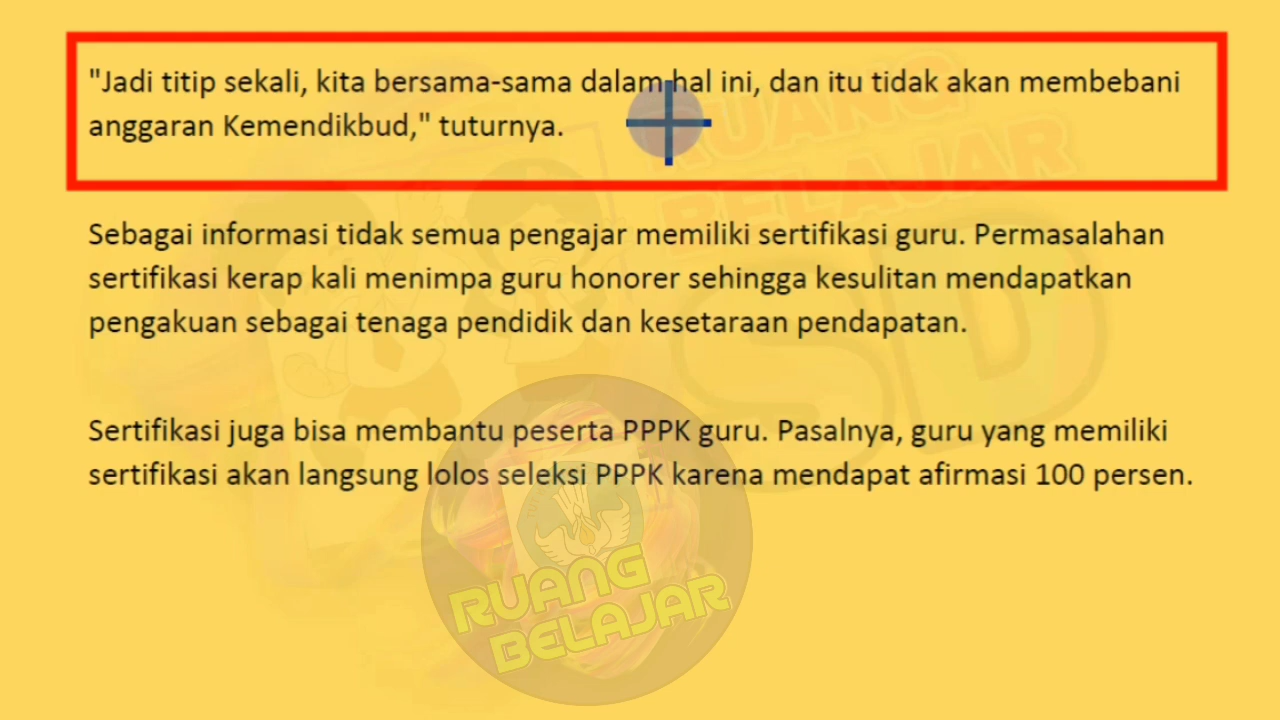 "Jadi titip sekali, kita bersama-sama dalam hal ini, dan itu tidak akan membebani
anggaran Kemendikbud," tuturnya.
RUANG
BELAJAR
SD
Sebagai informasi tidak semua pengajar memiliki sertifikasi guru. Permasalahan
sertifikasi kerap kali menimpa guru honorer sehingga kesulitan mendapatkan
pengakuan sebagai tenaga pendidik dan kesetaraan pendapatan.
Sertifikasi juga bisa membantu peserta PPPK guru. Pasalnya, guru yang memiliki
sertifikasi akan langsung lolos seleksi PPPK karena mendapat afirmasi 100 persen.
RUANG
BELAJAR